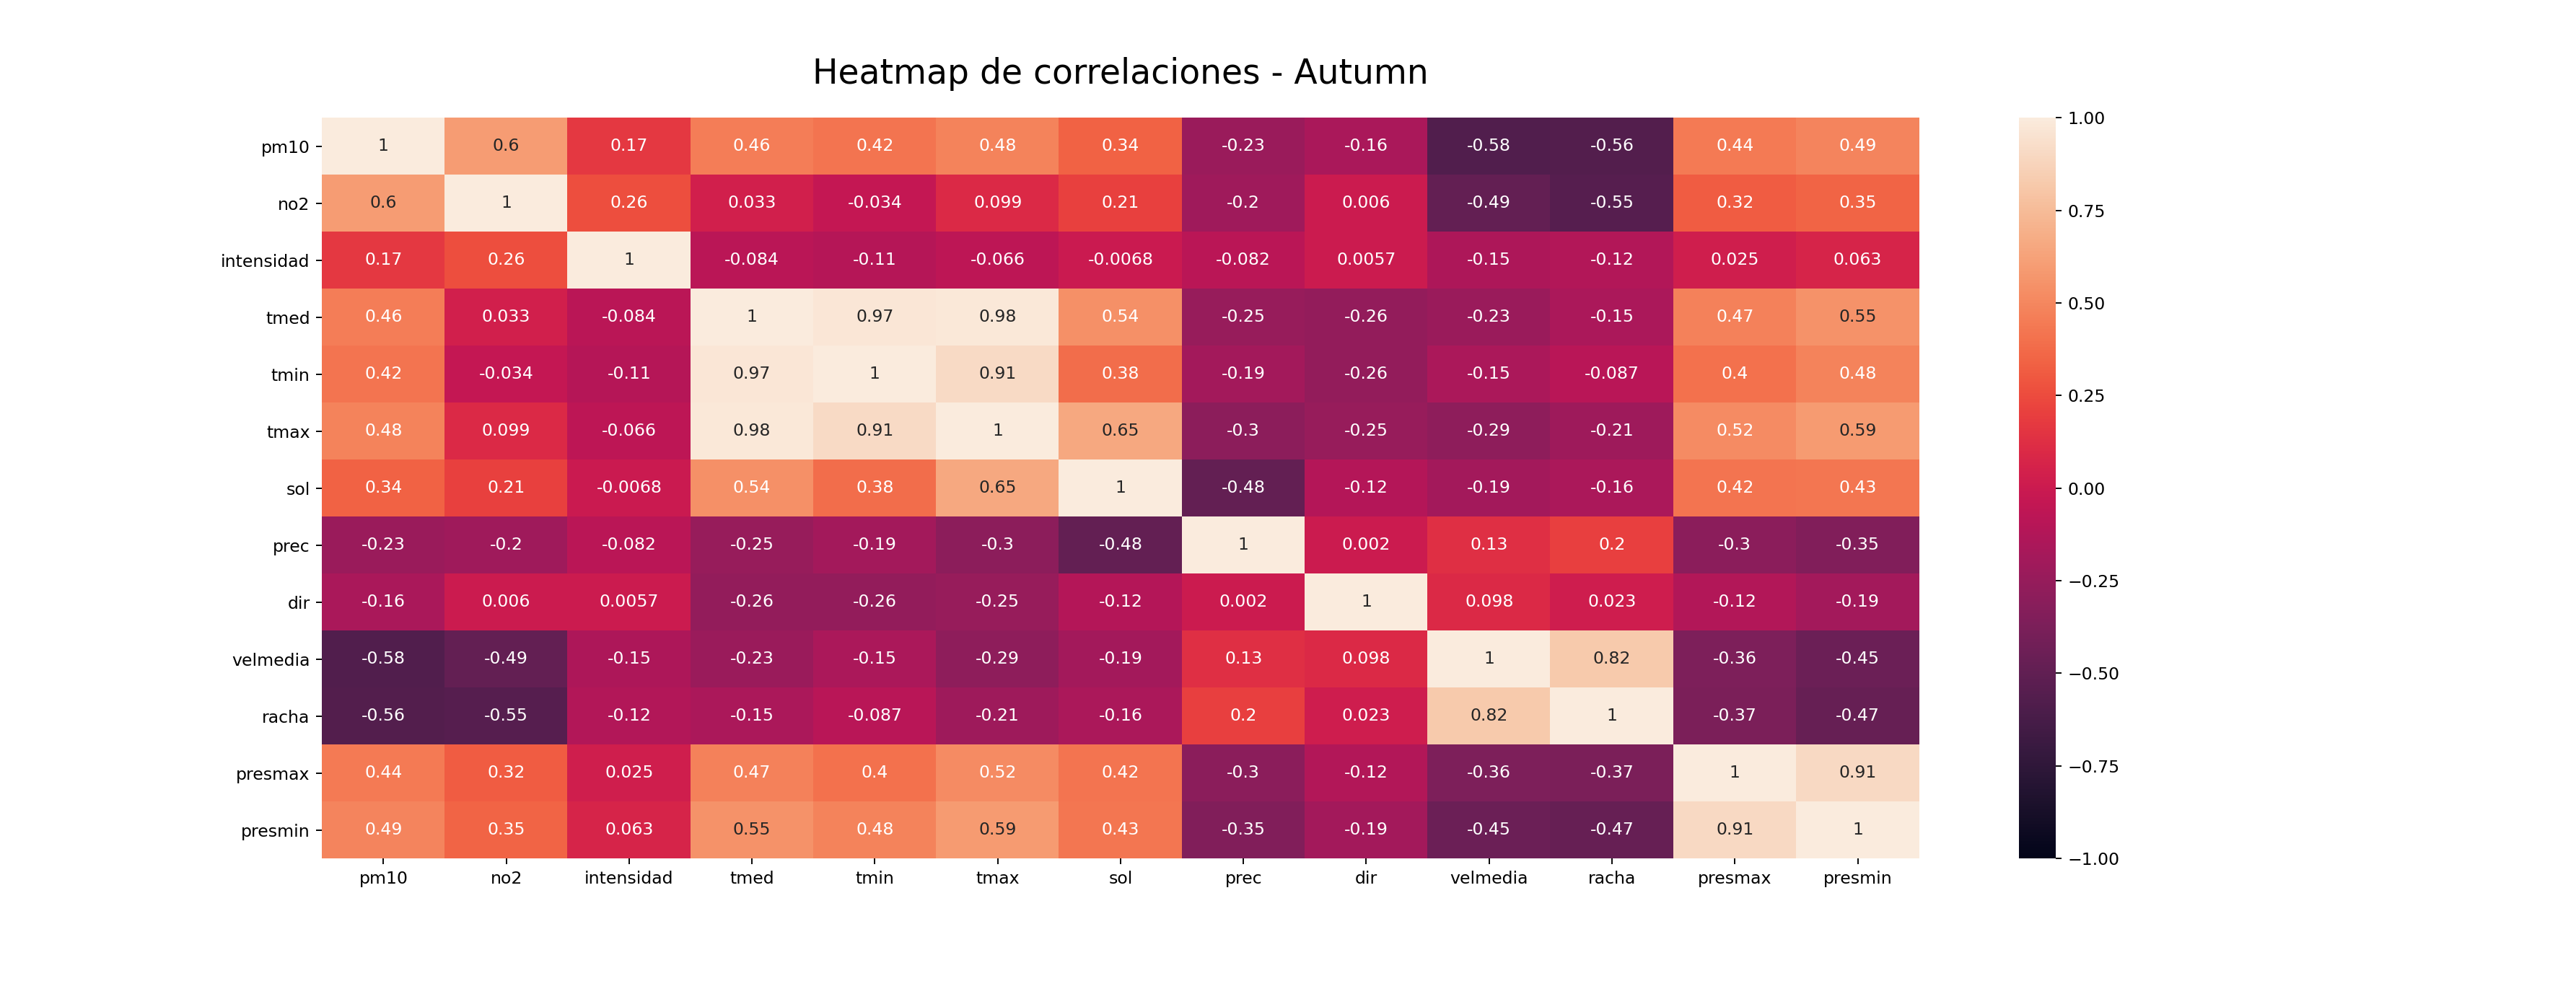 Heatmap de correlaciones - Autumn
pm10 1 0.6 0.17 0.46 0.42 0.48 0.34 -0.23 -0.16 -0.58 -0.56 0.44 0.49
no2 0.6 1 0.26 0.033 -0.034 0.099 0.21 -0.2 0.006 -0.49 -0.55 0.32 0.35
intensidad 0.17 0.26 1 -0.084 -0.11 -0.066 -0.0068 -0.082 0.0057 -0.15 -0.12 0.025 0.063
tmed 0.46 0.033 -0.084 1 0.97 0.98 0.54 -0.25 -0.26 -0.23 -0.15 0.47 0.55
tmin 0.42 -0.034 -0.11 0.97 1 0.91 0.38 -0.19 -0.26 -0.15 -0.087 0.4 0.48
tmax 0.48 0.099 -0.066 0.98 0.91 1 0.65 -0.3 -0.25 -0.29 -0.21 0.52 0.59
sol 0.34 0.21 -0.0068 0.54 0.38 0.65 1 -0.48 -0.12 -0.19 -0.16 0.42 0.43
prec -0.23 -0.2 -0.082 -0.25 -0.19 -0.3 -0.48 1 0.002 0.13 0.2 -0.3 -0.35
dir -0.16 0.006 0.0057 -0.26 -0.26 -0.25 -0.12 0.002 1 0.098 0.023 -0.12 -0.19
velmedia -0.58 -0.49 -0.15 -0.23 -0.15 -0.29 -0.19 0.13 0.098 1 0.82 -0.36 -0.45
racha -0.56 -0.55 -0.12 -0.15 -0.087 -0.21 -0.16 0.2 0.023 0.82 1 -0.37 -0.47
presmax 0.44 0.32 0.025 0.47 0.4 0.52 0.42 -0.3 -0.12 -0.36 -0.37 1 0.91
presmin 0.49 0.35 0.063 0.55 0.48 0.59 0.43 -0.35 -0.19 -0.45 -0.47 0.91 1
pm10 no2 intensidad tmed tmin tmax sol prec dir velmedia racha presmax presmin
1.00
0.75
0.50
0.25
0.00
−0.25
−0.50
−0.75
−1.00